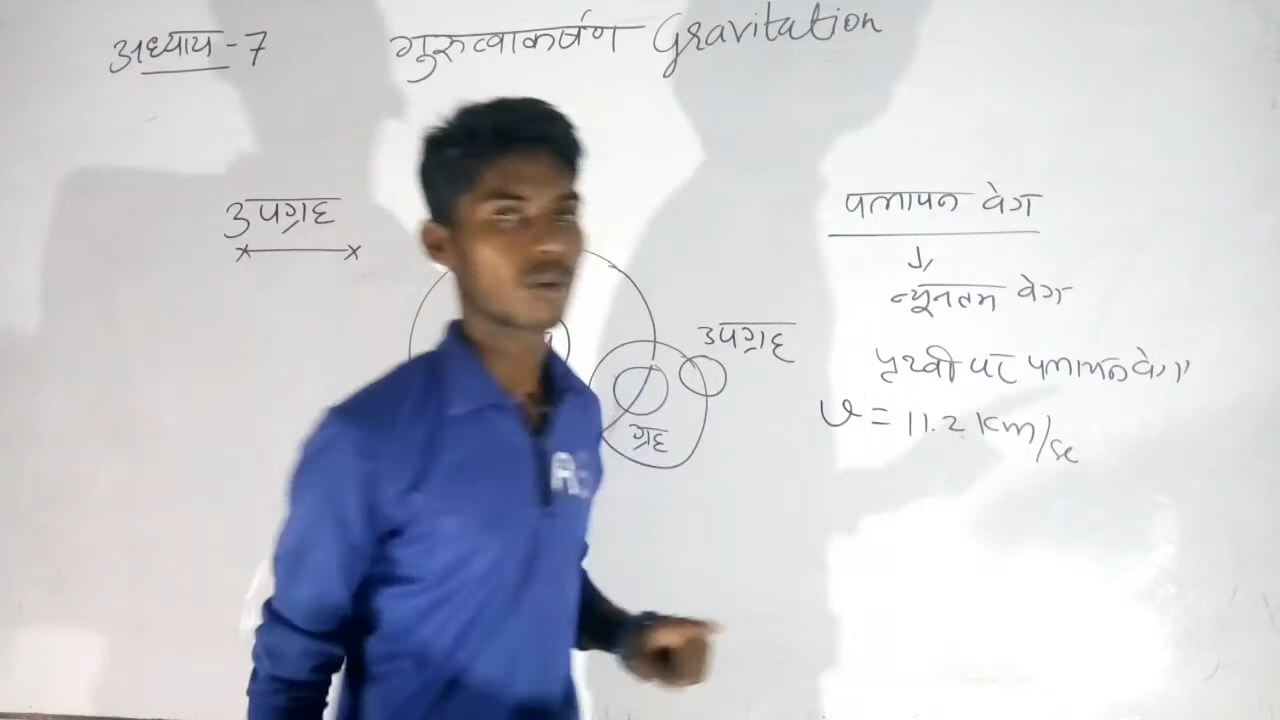 अध्याय - 7
गुरुत्वाकर्षण Gravitation
उपग्रह
पलायन वेग
न्यूनतम वेग
उपग्रह
पृथ्वी पर पलायन वेग
v = 11.2 Km/se
ग्रह